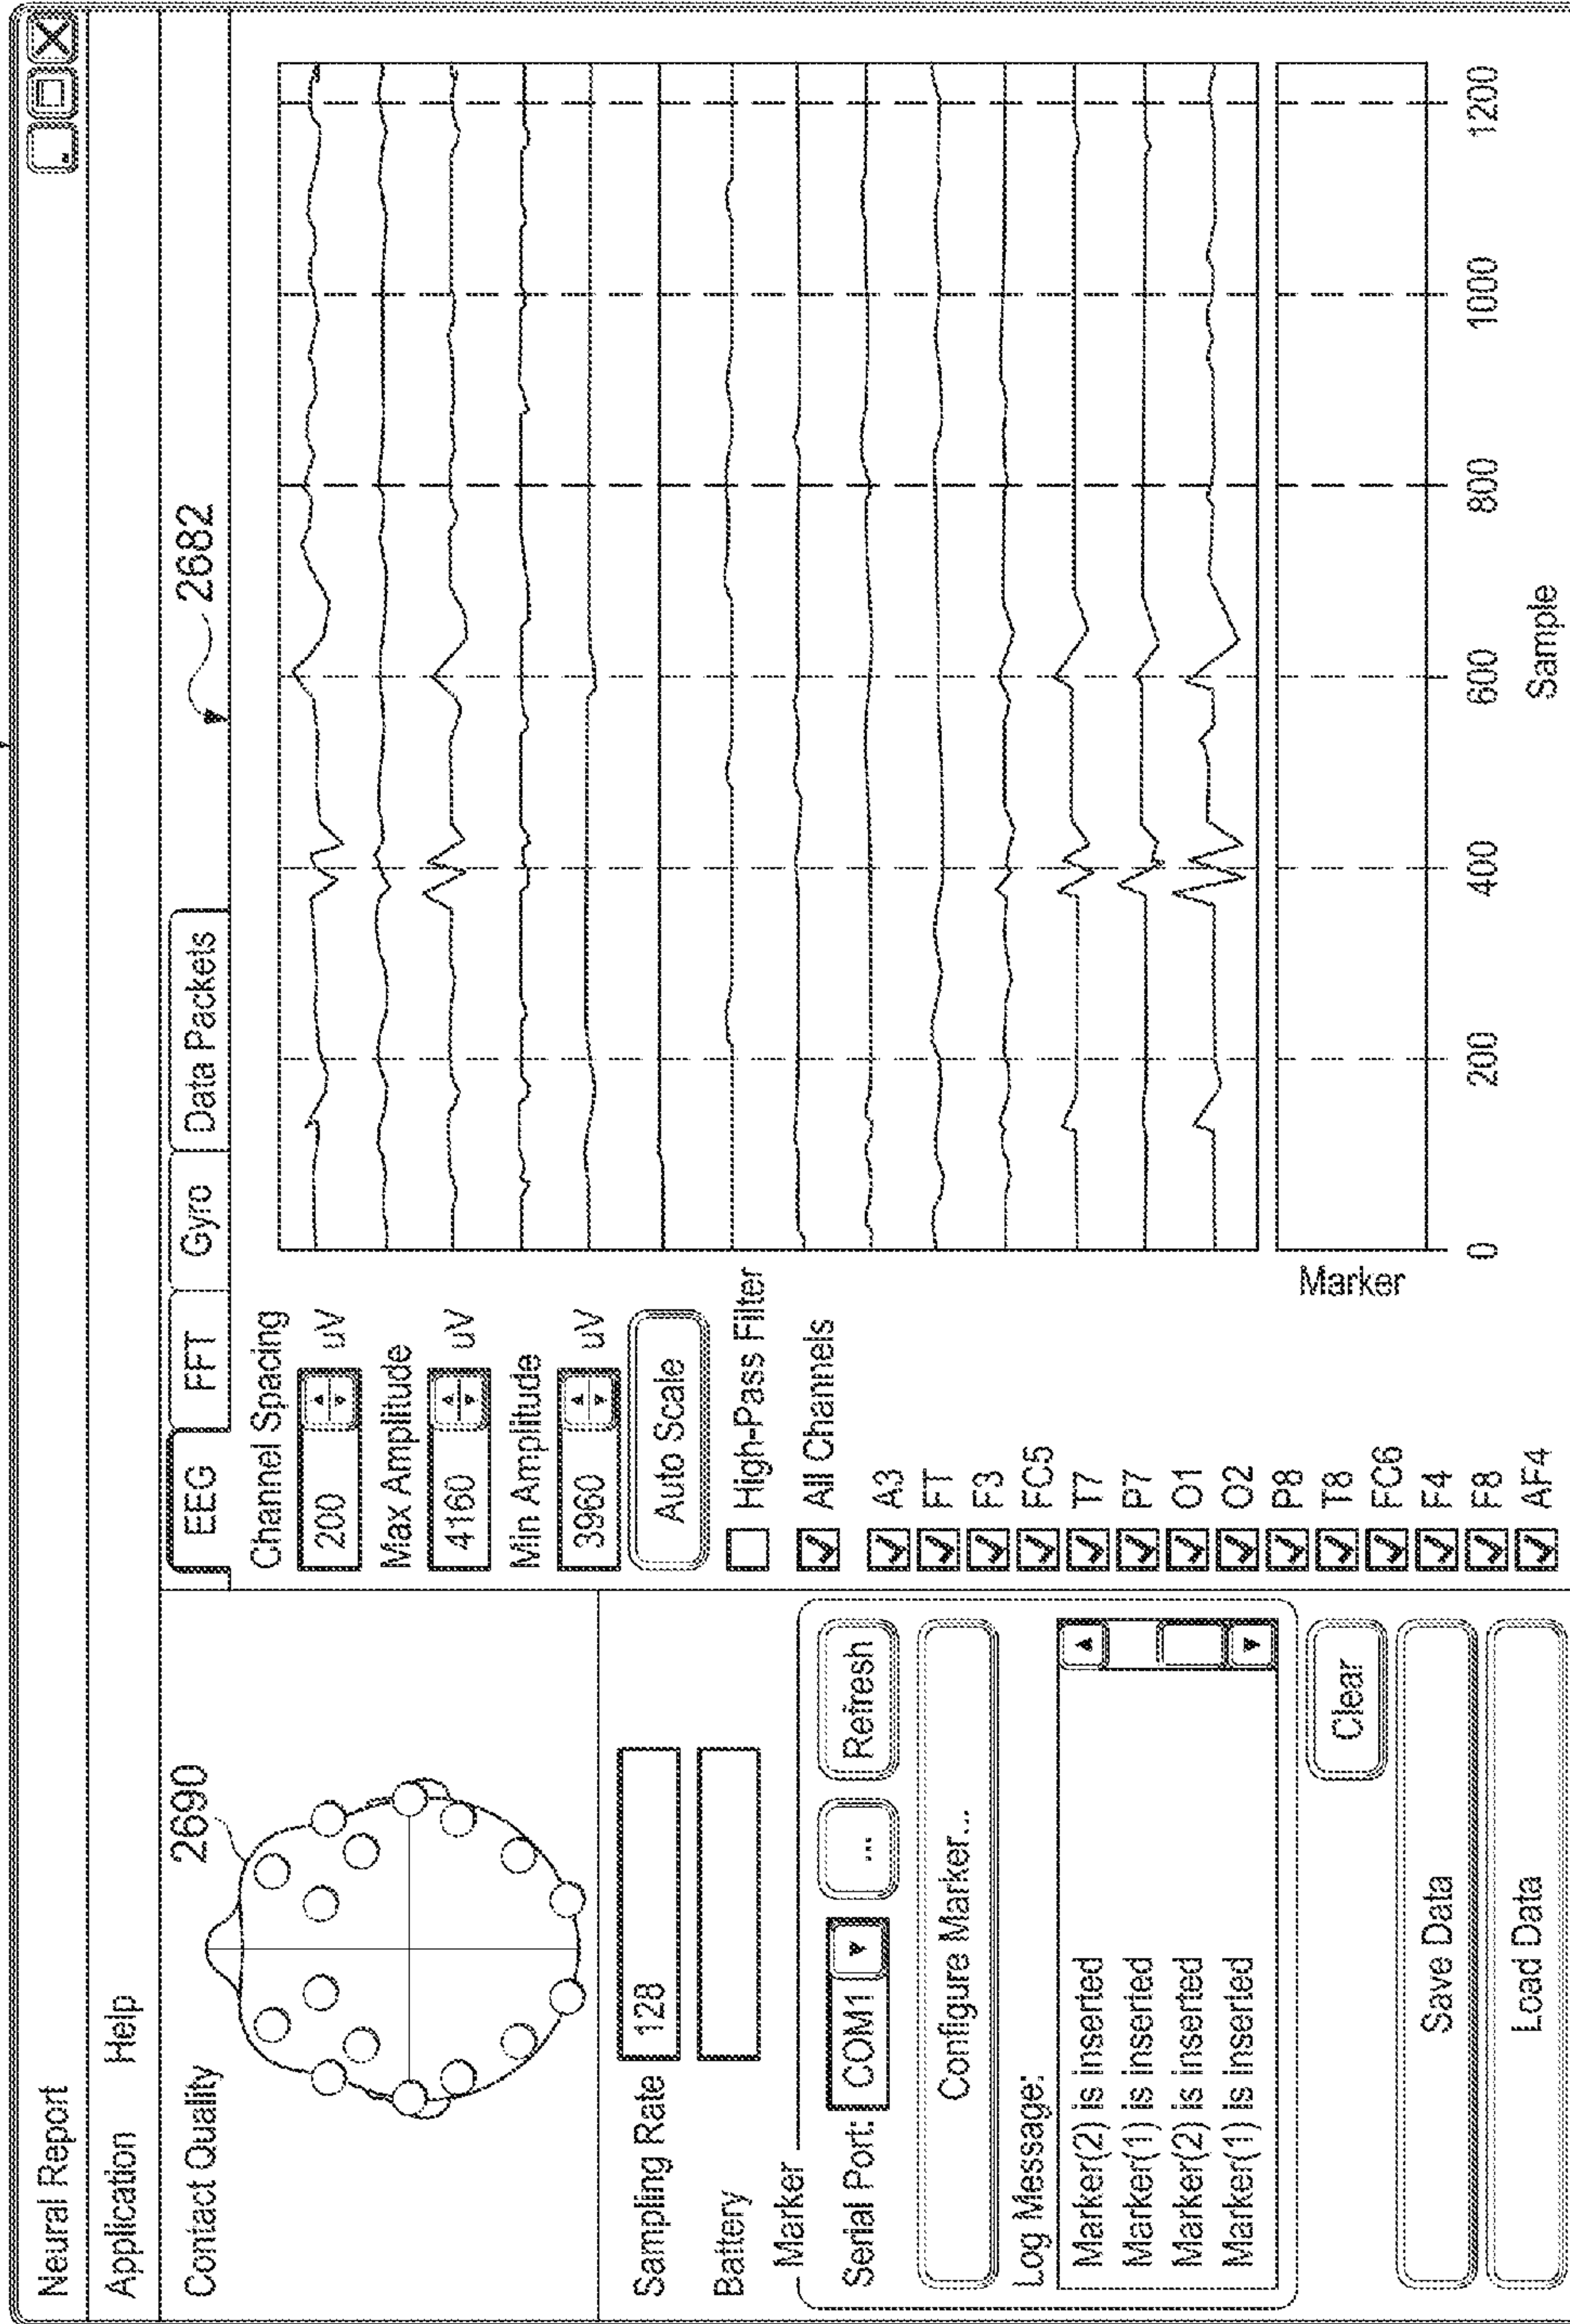 Neural Report
Application Help
Contact Quality
2690
Sampling Rate 128
Battery
Marker
Serial Port: COM1 ... Refresh
Configure Marker...
Log Message:
Marker(2) is inserted
Marker(1) is inserted
Marker(2) is inserted
Marker(1) is inserted
Clear
Save Data
Load Data
EEG FFT Gyro Data Packets
2682
Channel Spacing
200 uV
Max Amplitude
4160 uV
Min Amplitude
3960 uV
Auto Scale
High-Pass Filter
All Channels
A3
FT
F3
FC5
T7
P7
O1
O2
P8
T8
FC6
F4
F8
AF4
Marker
0 200 400 600 800 1000 1200
Sample